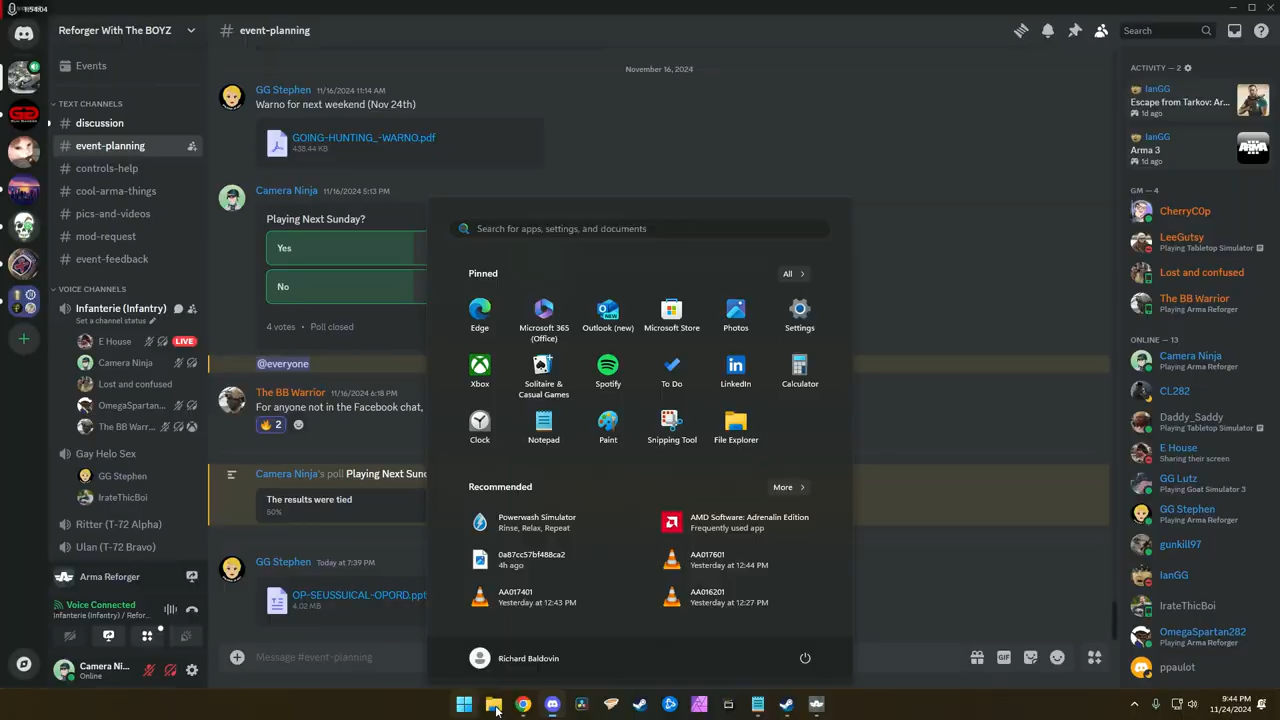 1:54:04
Reforger With The BOYZ
# event-planning
Search
Events
November 16, 2024
TEXT CHANNELS
# discussion
# event-planning
# controls-help
# cool-arma-things
# pics-and-videos
# mod-request
# event-feedback
VOICE CHANNELS
Infanterie (Infantry)
Set a channel status
E House
LIVE
Camera Ninja
Lost and confused
OmegaSpartan...
The BB Warr...
Gay Helo Sex
GG Stephen
IrateThicBoi
Ritter (T-72 Alpha)
Ulan (T-72 Bravo)
Arma Reforger
Voice Connected
Infanterie (Infantry) / Refor...
Camera Ni...
Online
GG Stephen 11/16/2024 11:14 AM
Warno for next weekend (Nov 24th)
GOING-HUNTING_-WARNO.pdf
438.44 KB
Camera Ninja 11/16/2024 5:13 PM
Playing Next Sunday?
Yes
No
4 votes • Poll closed
@everyone
The BB Warrior 11/16/2024 6:18 PM
For anyone not in the Facebook chat,
2
Camera Ninja's poll Playing Next Sund
The results were tied
50%
GG Stephen Today at 7:39 PM
OP-SEUSSUICAL-OPORD.ppt
4.02 MB
Message #event-planning
GIF
Search for apps, settings, and documents
Pinned
All >
Edge
Microsoft 365 (Office)
Outlook (new)
Microsoft Store
Photos
Settings
Xbox
Solitaire & Casual Games
Spotify
To Do
LinkedIn
Calculator
Clock
Notepad
Paint
Snipping Tool
File Explorer
Recommended
More >
Powerwash Simulator
Rinse, Relax, Repeat
AMD Software: Adrenalin Edition
Frequently used app
0a87cc57bf488ca2
4h ago
AA017601
Yesterday at 12:44 PM
AA017401
Yesterday at 12:43 PM
AA016201
Yesterday at 12:27 PM
Richard Baldovin
ACTIVITY — 2
IanGG
Escape from Tarkov: Ar...
1d ago
IanGG
Arma 3
1d ago
ARMA
GM — 4
CherryC0p
LeeGutsy
Playing Tabletop Simulator
Lost and confused
The BB Warrior
Playing Arma Reforger
ONLINE — 13
Camera Ninja
Playing Arma Reforger
CL282
Daddy_Saddy
Playing Tabletop Simulator
E House
Sharing their screen
GG Lutz
Playing Goat Simulator 3
GG Stephen
Playing Arma Reforger
gunkill97
IanGG
IrateThicBoi
OmegaSpartan282
Playing Arma Reforger
ppaulot
9:44 PM
11/24/2024